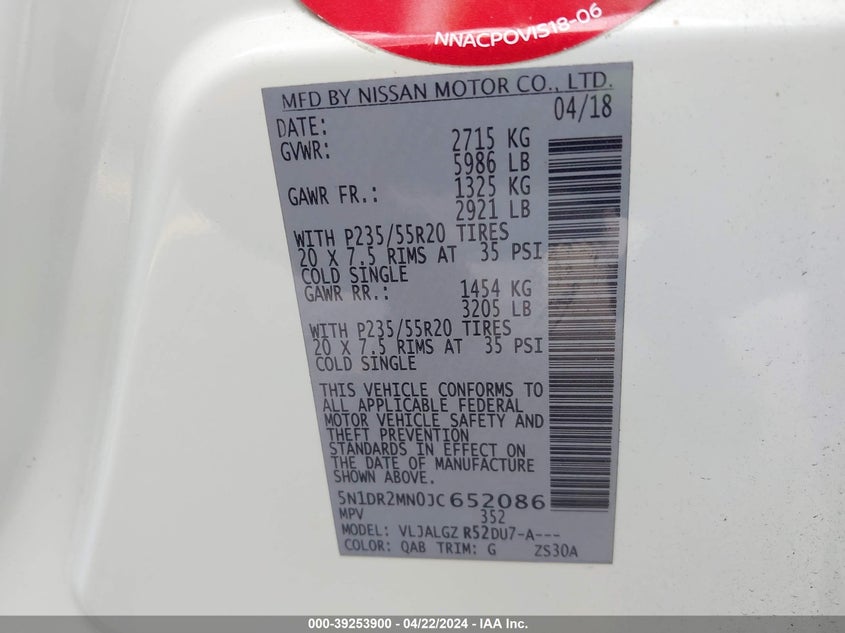 NNACPOVIS18-06
MFD BY NISSAN MOTOR CO., LTD.
DATE: 04/18
GVWR: 2715 KG
5986 LB
GAWR FR.: 1325 KG
2921 LB
WITH P235/55R20 TIRES
20 X 7.5 RIMS AT 35 PSI
COLD SINGLE
GAWR RR.: 1454 KG
3205 LB
WITH P235/55R20 TIRES
20 X 7.5 RIMS AT 35 PSI
COLD SINGLE
THIS VEHICLE CONFORMS TO
ALL APPLICABLE FEDERAL
MOTOR VEHICLE SAFETY AND
THEFT PREVENTION
STANDARDS IN EFFECT ON
THE DATE OF MANUFACTURE
SHOWN ABOVE.
5N1DR2MN0JC652086
MPV 352
MODEL: VLJALGZ R52DU7-A---
COLOR: QAB TRIM: G ZS30A
000-39253900 - 04/22/2024 - IAA Inc.